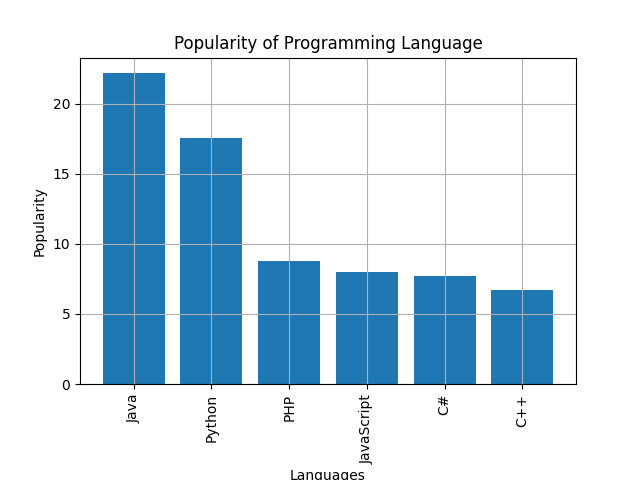 Popularity of Programming Language
Popularity
20
15
10
5
0
Java
Python
PHP
JavaScript
C#
C++
Languages